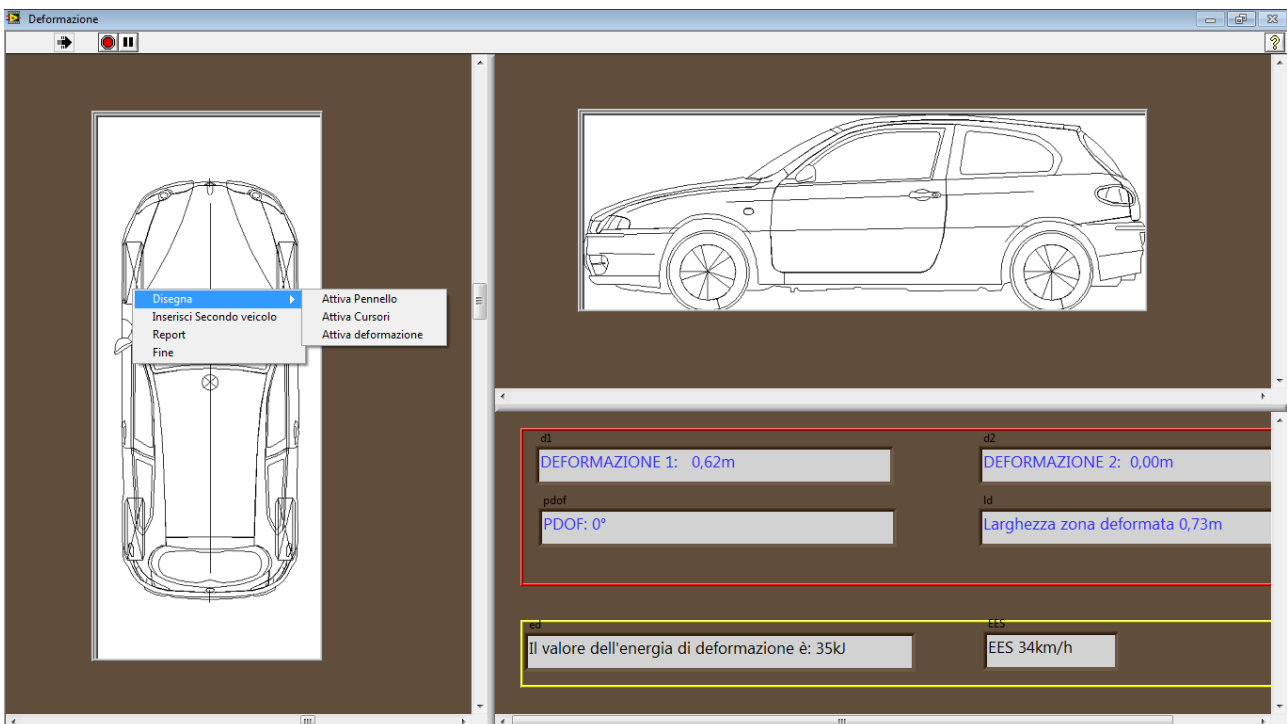 Deformazione
Disegna
Inserisci Secondo veicolo
Report
Fine
Attiva Pennello
Attiva Cursori
Attiva deformazione
d1
DEFORMAZIONE 1: 0,62m
d2
DEFORMAZIONE 2: 0,00m
pdof
PDOF: 0°
ld
Larghezza zona deformata 0,73m
ed
Il valore dell'energia di deformazione è: 35kJ
EES
EES 34km/h